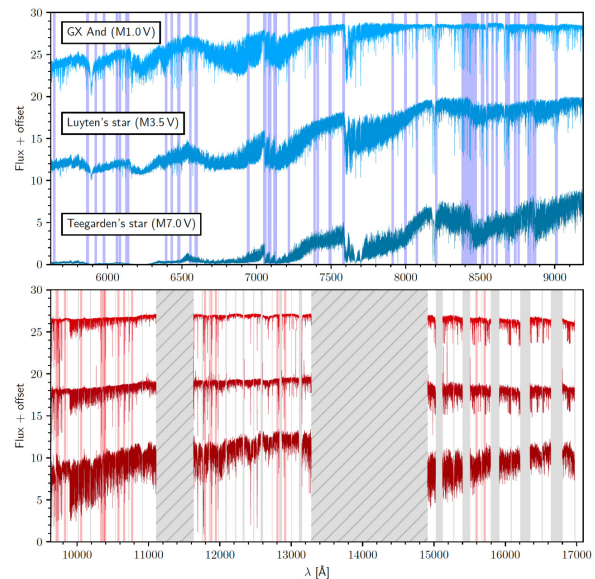 30
25
20
15
10
5
0
Flux + offset
GX And (M1.0 V)
Luyten's star (M3.5 V)
Teegarden's star (M7.0 V)
6000 6500 7000 7500 8000 8500 9000
30
25
20
15
10
5
0
Flux + offset
10000 11000 12000 13000 14000 15000 16000 17000
λ [Å]